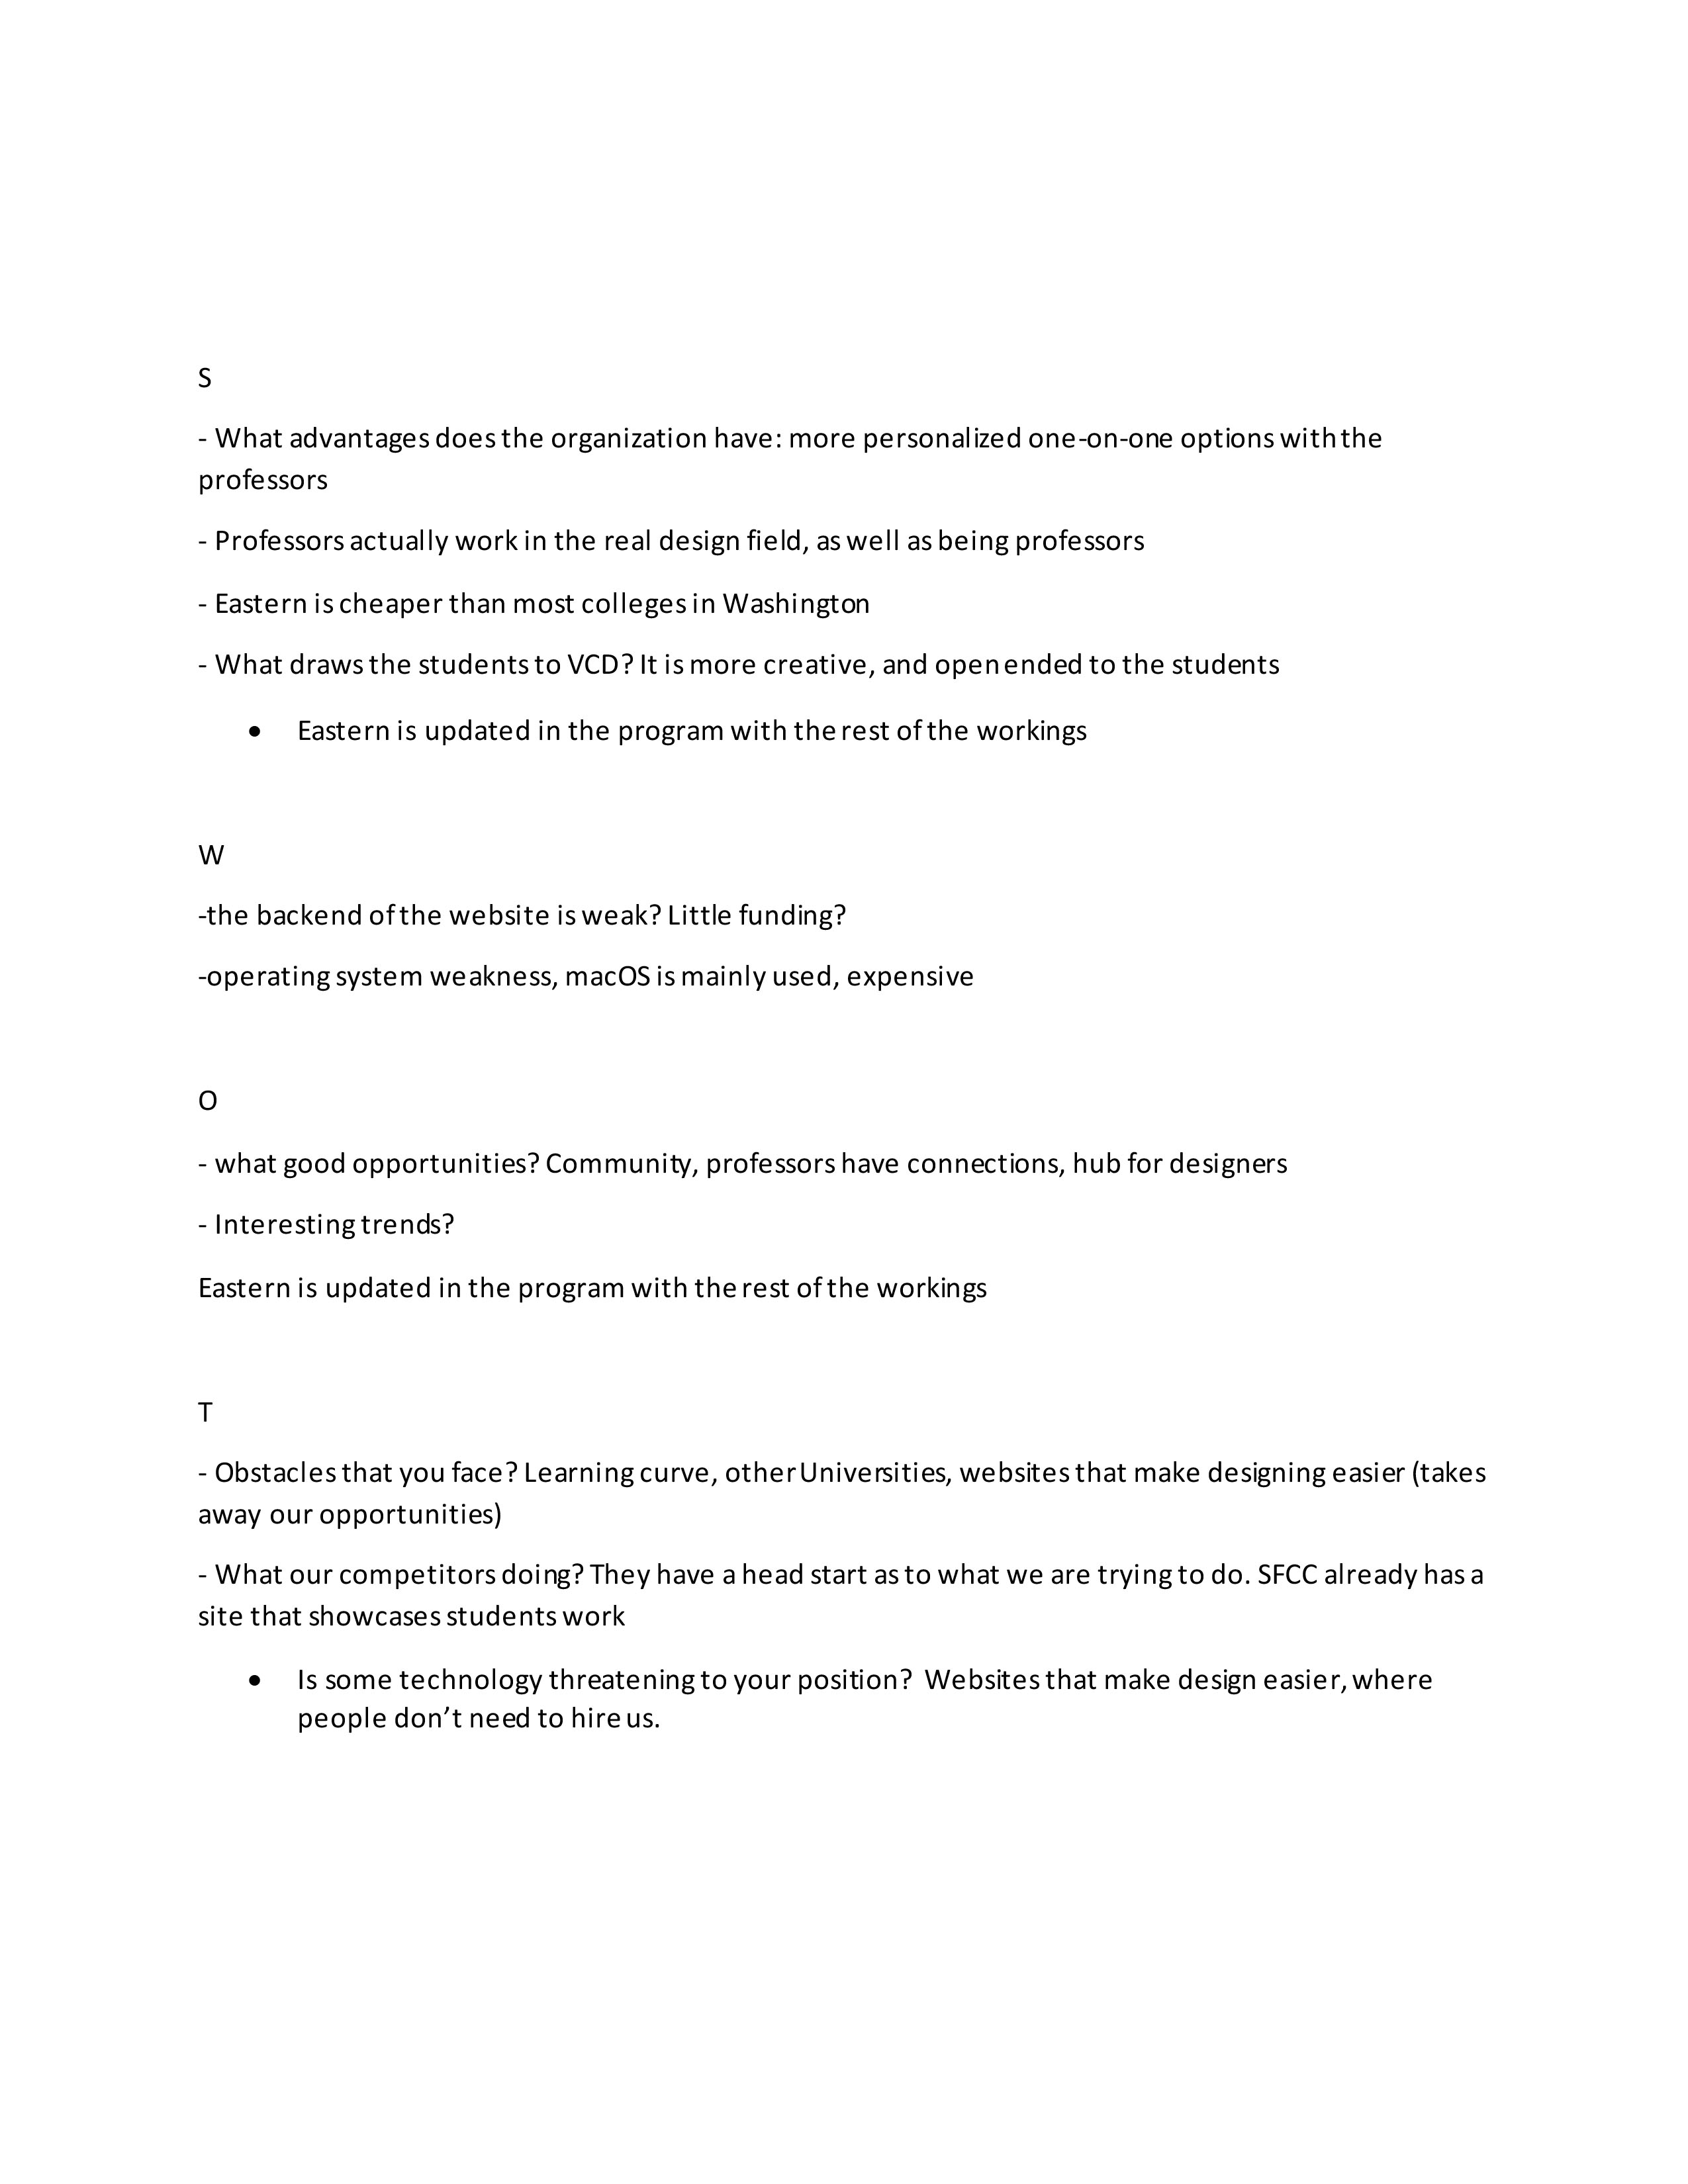 S
- What advantages does the organization have: more personalized one-on-one options with the
professors
- Professors actually work in the real design field, as well as being professors
- Eastern is cheaper than most colleges in Washington
- What draws the students to VCD? It is more creative, and open ended to the students
• Eastern is updated in the program with the rest of the workings
W
-the backend of the website is weak? Little funding?
-operating system weakness, macOS is mainly used, expensive
O
- what good opportunities? Community, professors have connections, hub for designers
- Interesting trends?
Eastern is updated in the program with the rest of the workings
T
- Obstacles that you face? Learning curve, other Universities, websites that make designing easier (takes
away our opportunities)
- What our competitors doing? They have a head start as to what we are trying to do. SFCC already has a
site that showcases students work
• Is some technology threatening to your position?  Websites that make design easier, where
people don’t need to hire us.